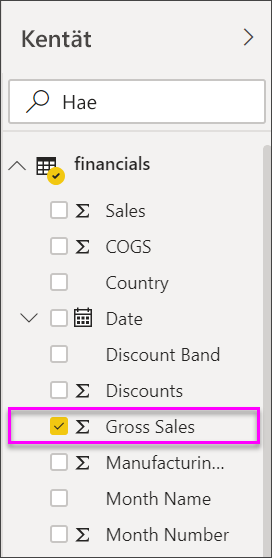 Kentät
Hae
financials
Sales
COGS
Country
Date
Discount Band
Discounts
Gross Sales
Manufacturin...
Month Name
Month Number